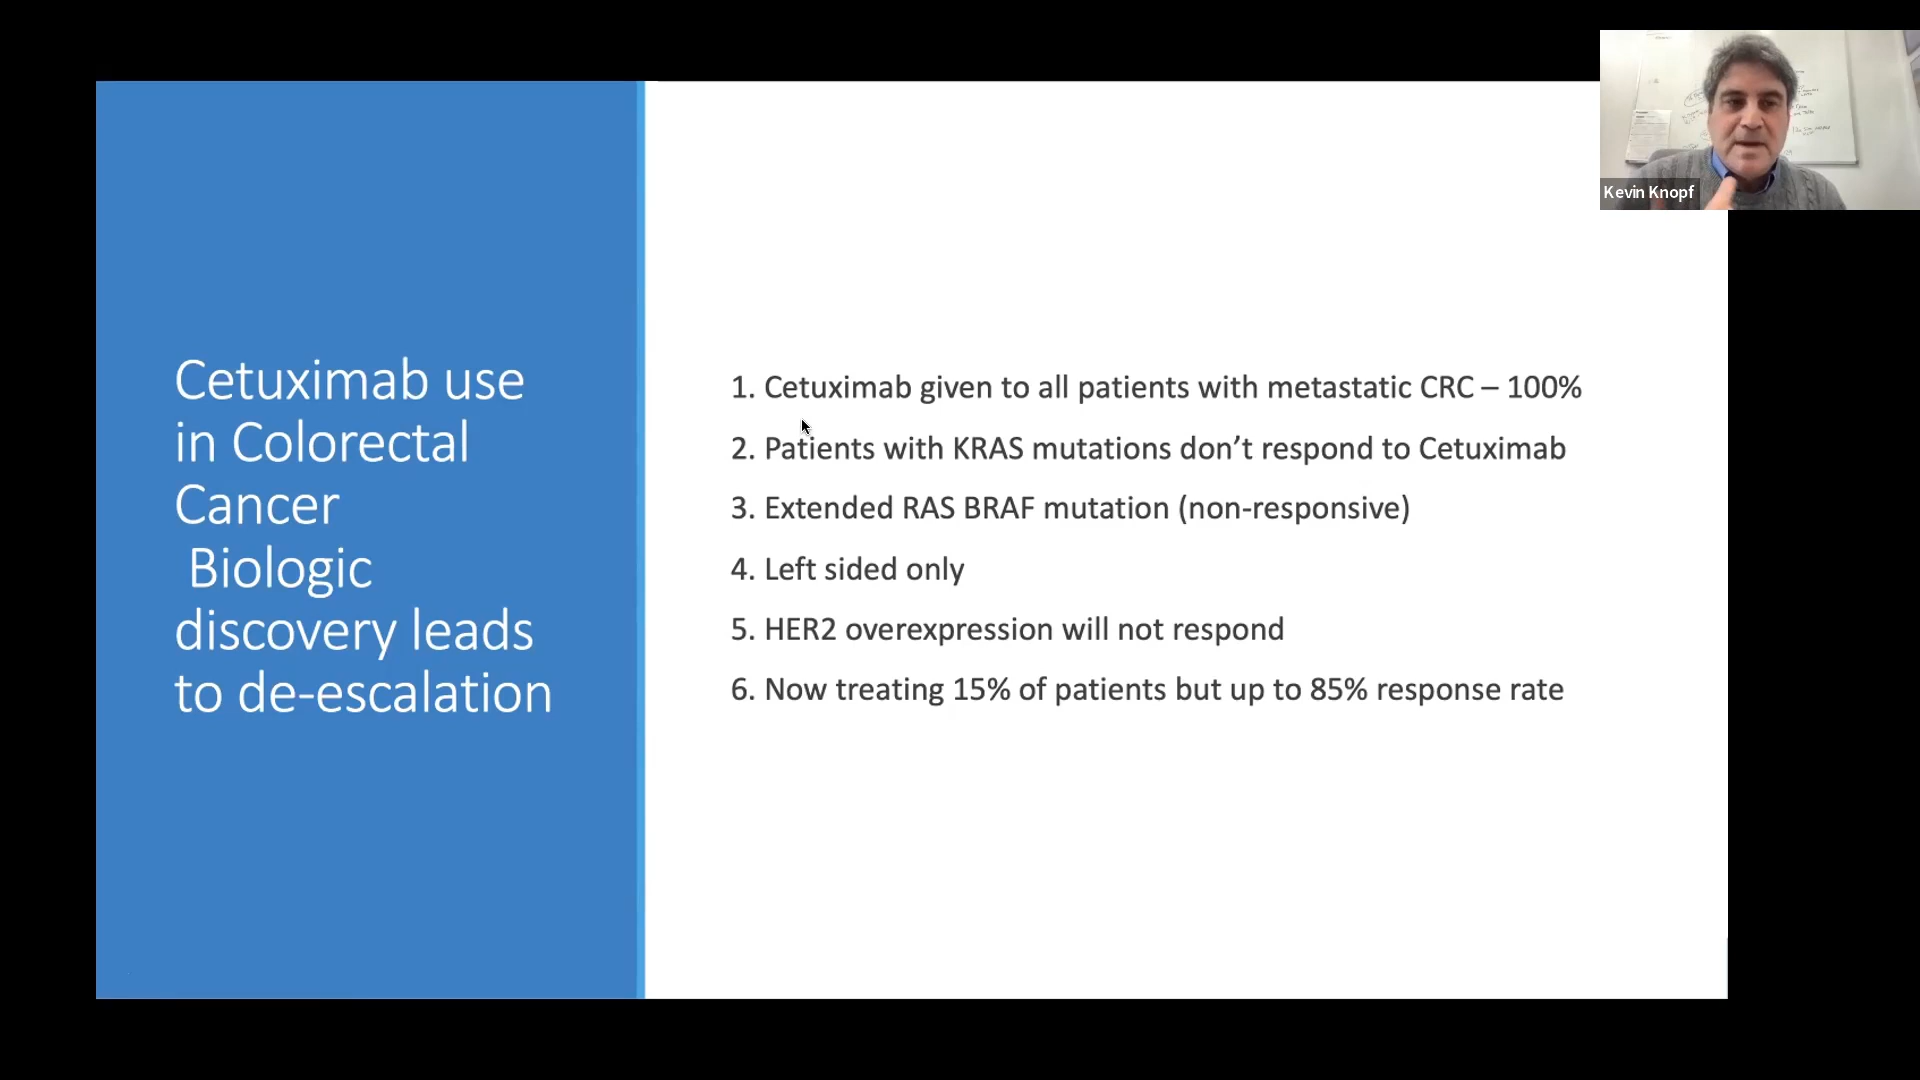 Cetuximab use
in Colorectal
Cancer
Biologic
discovery leads
to de-escalation
1. Cetuximab given to all patients with metastatic CRC – 100%
2. Patients with KRAS mutations don’t respond to Cetuximab
3. Extended RAS BRAF mutation (non-responsive)
4. Left sided only
5. HER2 overexpression will not respond
6. Now treating 15% of patients but up to 85% response rate
Kevin Knopf